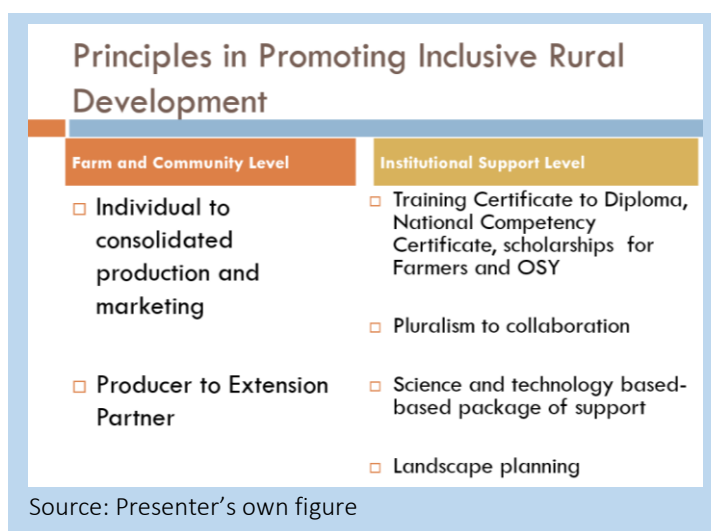 Principles in Promoting Inclusive Rural
Development
Farm and Community Level
Individual to
consolidated
production and
marketing
Producer to Extension
Partner
Institutional Support Level
Training Certificate to Diploma,
National Competency
Certificate, scholarships for
Farmers and OSY
Pluralism to collaboration
Science and technology based-
based package of support
Landscape planning
Source: Presenter's own figure